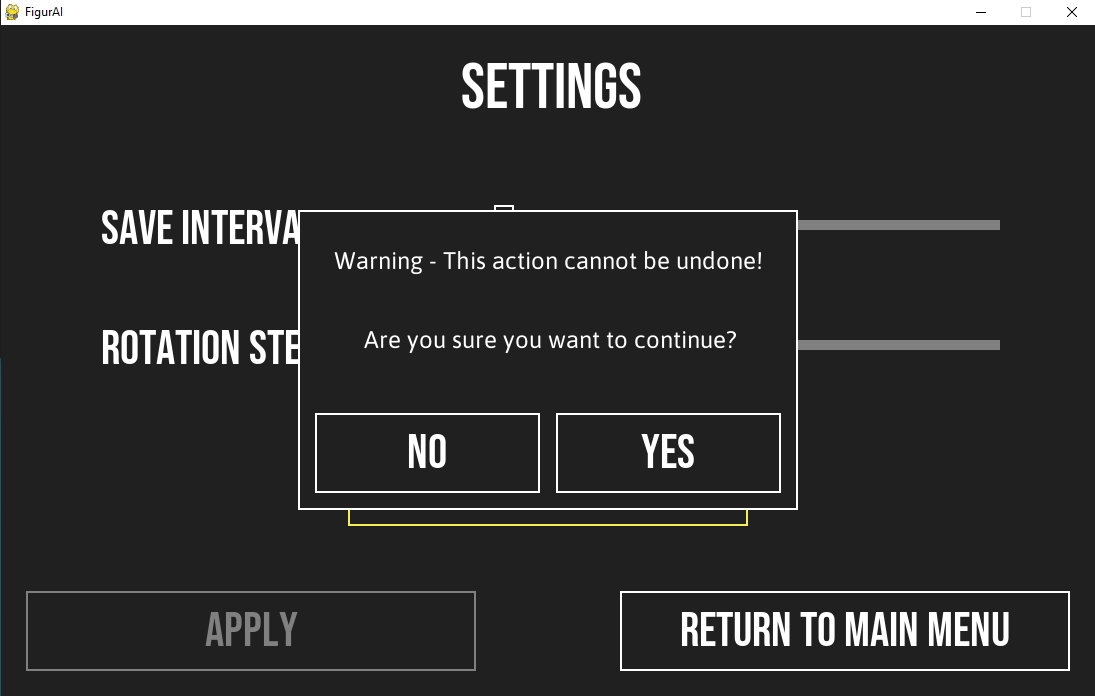 FigurAI
SETTINGS
SAVE INTERVA
Warning - This action cannot be undone!
ROTATION STE
Are you sure you want to continue?
NO
YES
APPLY
RETURN TO MAIN MENU